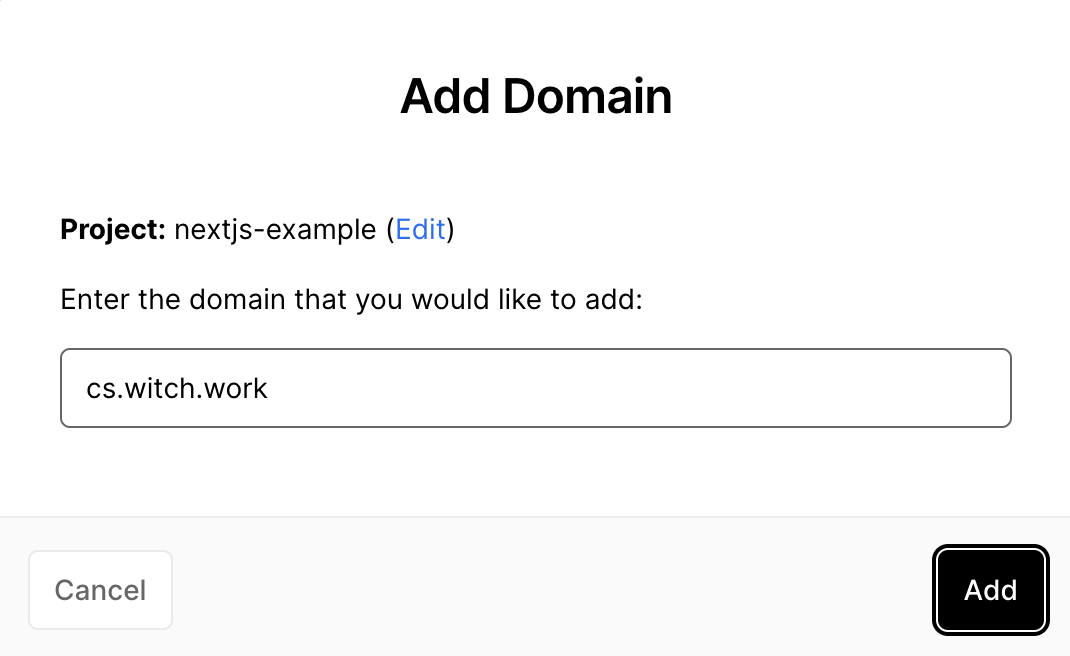 Add Domain
Project: nextjs-example (Edit)
Enter the domain that you would like to add:
cs.witch.work
Cancel
Add